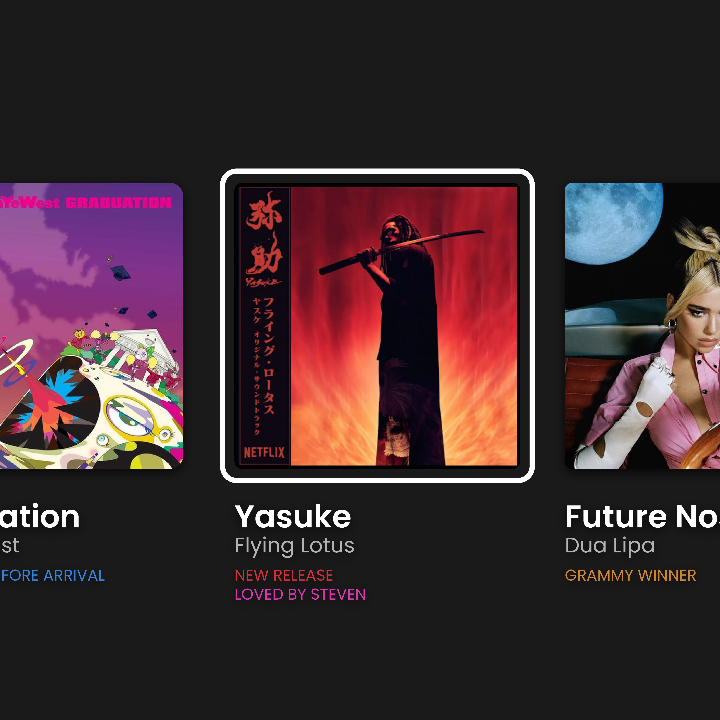 YeWest GRADUATION
ation
st
FORE ARRIVAL
弥助
Yasuke
フライング・ロータス
ヤスケ オリジナル・サウンドトラック
NETFLIX
Yasuke
Flying Lotus
NEW RELEASE
LOVED BY STEVEN
Future No
Dua Lipa
GRAMMY WINNER